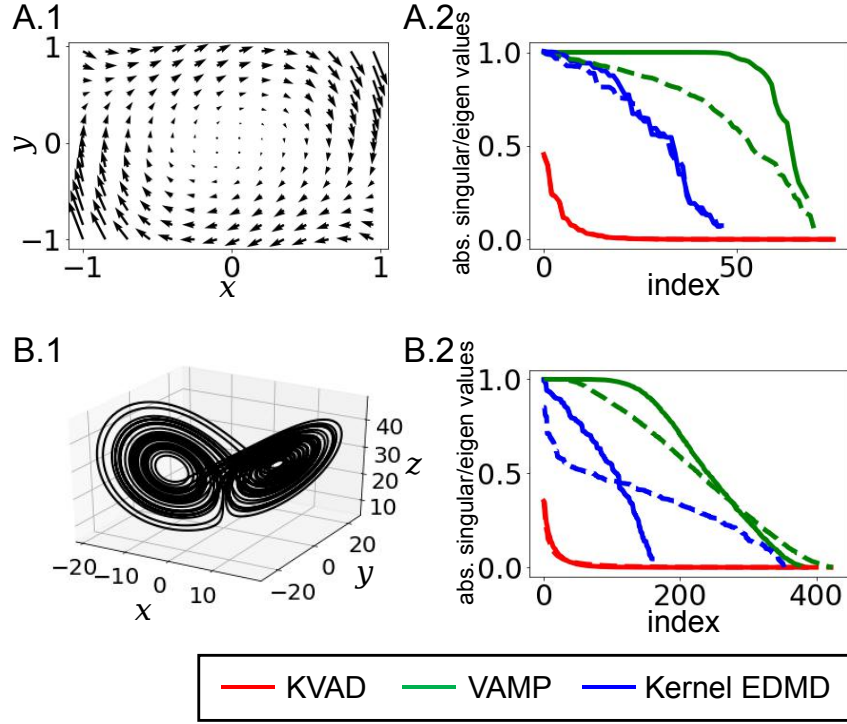 A.1
1
0
−1
y
−1
0
1
x
A.2
abs. singular/eigen values
1.0
0.5
0.0
0
50
index
B.1
40
30
20
10
z
−20
−10
0
10
x
20
0
−20
y
B.2
abs. singular/eigen values
1.0
0.5
0.0
0
200
400
index
KVAD VAMP Kernel EDMD